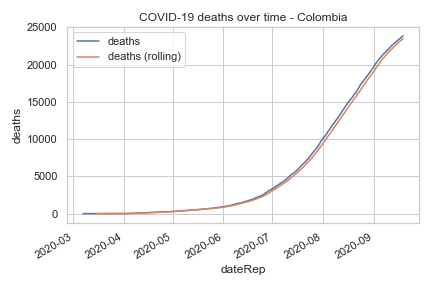 COVID-19 deaths over time - Colombia
deaths
deaths (rolling)
25000
20000
15000
10000
5000
0
deaths
2020-03
2020-04
2020-05
2020-06
2020-07
2020-08
2020-09
dateRep